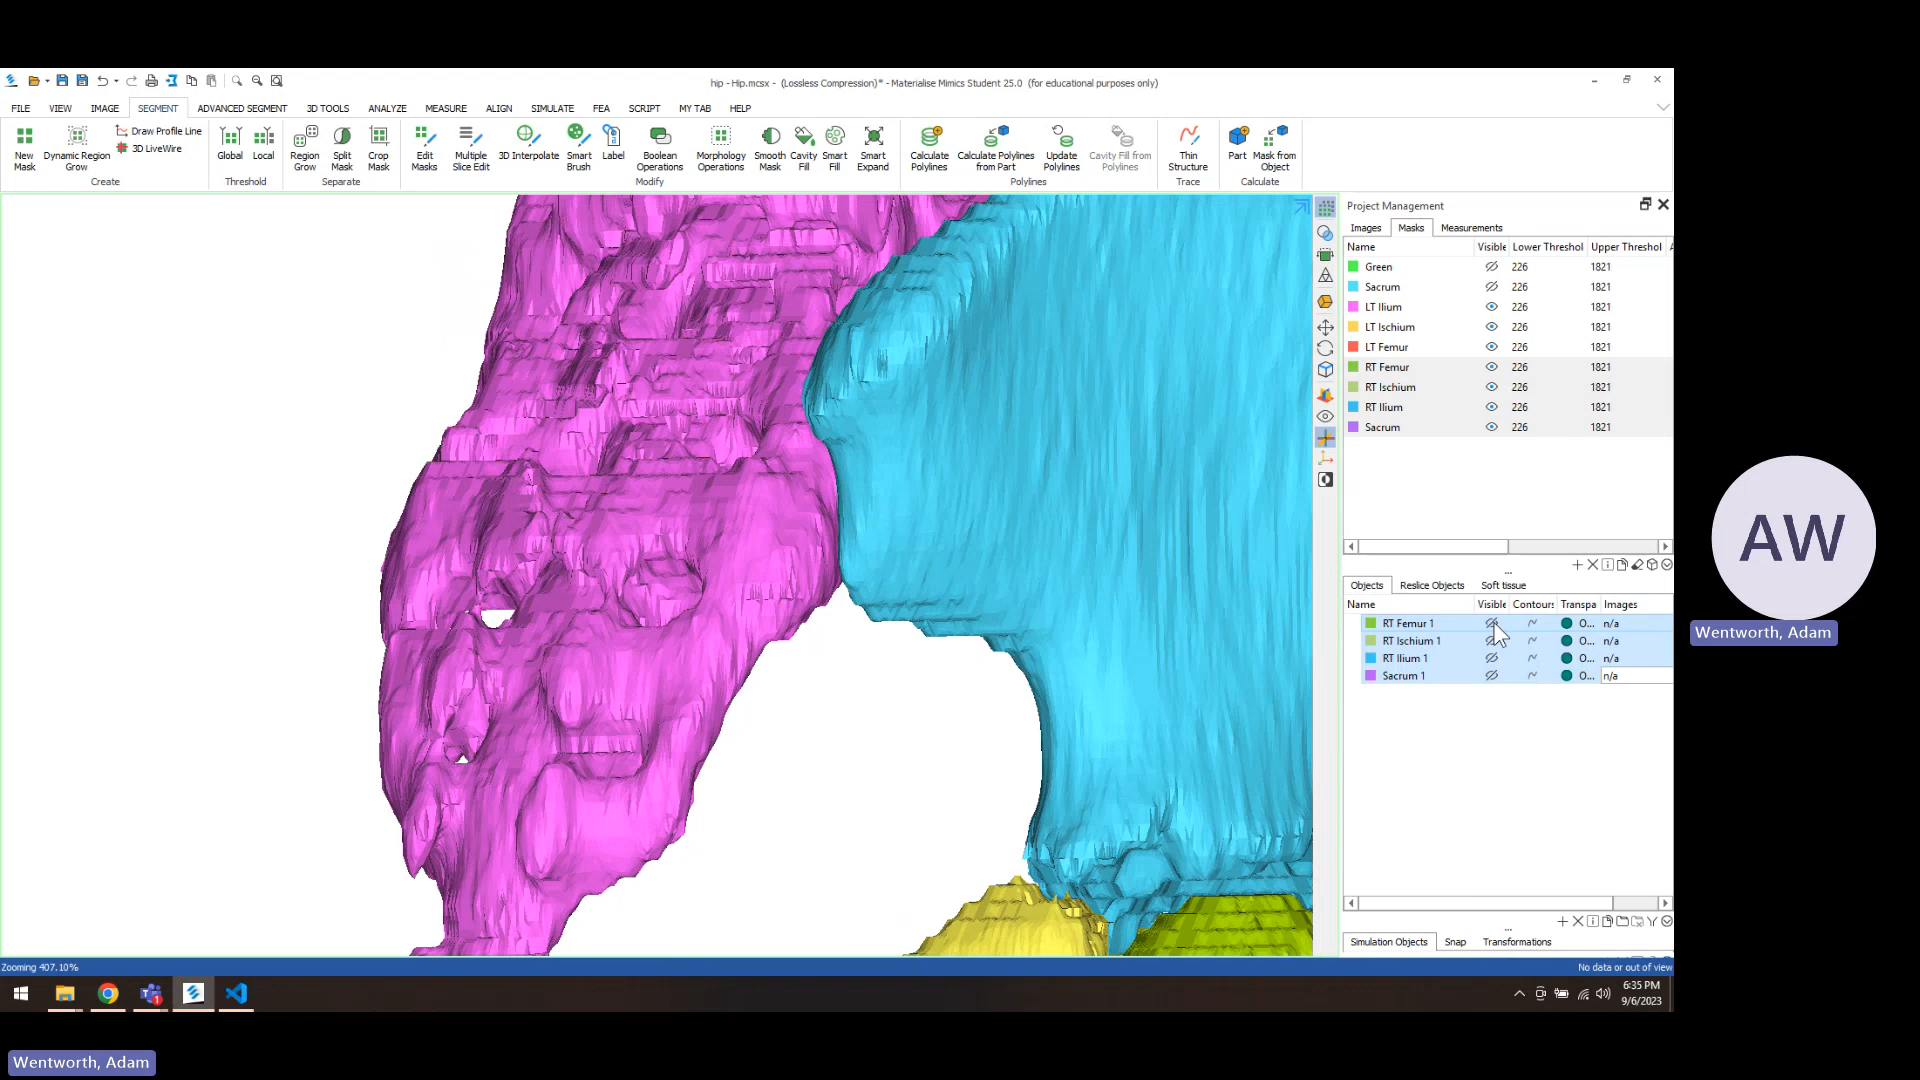 hip - Hip.mcsx - (Lossless Compression)* - Materialise Mimics Student 25.0 (for educational purposes only)
FILE VIEW IMAGE SEGMENT ADVANCED SEGMENT 3D TOOLS ANALYZE MEASURE ALIGN SIMULATE FEA SCRIPT MY TAB HELP
New Mask
Dynamic Region Grow
Draw Profile Line
3D LiveWire
Create
Global
Local
Threshold
Region Grow
Split Mask
Crop Mask
Separate
Edit Masks
Multiple Slice Edit
3D Interpolate
Smart Brush
Label
Boolean Operations
Morphology Operations
Smooth Mask
Cavity Fill
Smart Fill
Smart Expand
Modify
Calculate Polylines
Calculate Polylines from Part
Update Polylines
Cavity Fill from Polylines
Polylines
Thin Structure
Trace
Part
Mask from Object
Calculate
Project Management
Images Masks Measurements
Name Visible Lower Threshol Upper Threshol
Green 226 1821
Sacrum 226 1821
LT Ilium 226 1821
LT Ischium 226 1821
LT Femur 226 1821
RT Femur 226 1821
RT Ischium 226 1821
RT Ilium 226 1821
Sacrum 226 1821
Objects Reslice Objects Soft tissue
Name Visible Contours Transpa Images
RT Femur 1 O... n/a
RT Ischium 1 O... n/a
RT Ilium 1 O... n/a
Sacrum 1 O... n/a
Simulation Objects Snap Transformations
Zooming 407.10%
No data or out of view
6:35 PM
9/6/2023
AW
Wentworth, Adam
Wentworth, Adam